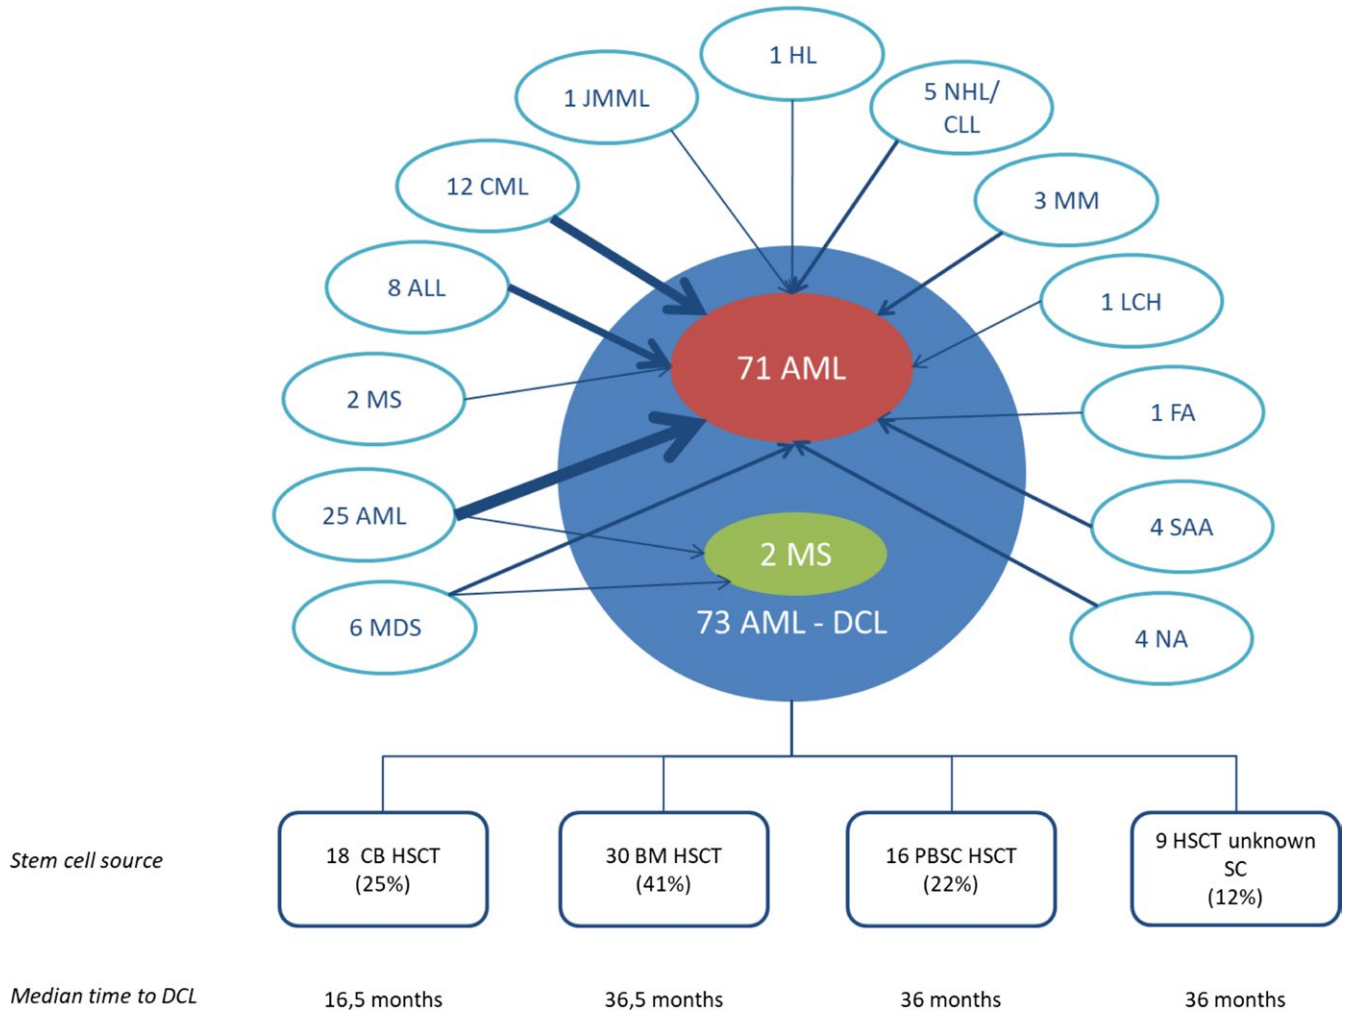 1 HL
1 JMML
5 NHL/
CLL
12 CML
3 MM
8 ALL
1 LCH
71 AML
2 MS
1 FA
25 AML
4 SAA
2 MS
73 AML - DCL
6 MDS
4 NA
Stem cell source
18 CB HSCT
(25%)
30 BM HSCT
(41%)
16 PBSC HSCT
(22%)
9 HSCT unknown
SC
(12%)
Median time to DCL
16,5 months
36,5 months
36 months
36 months